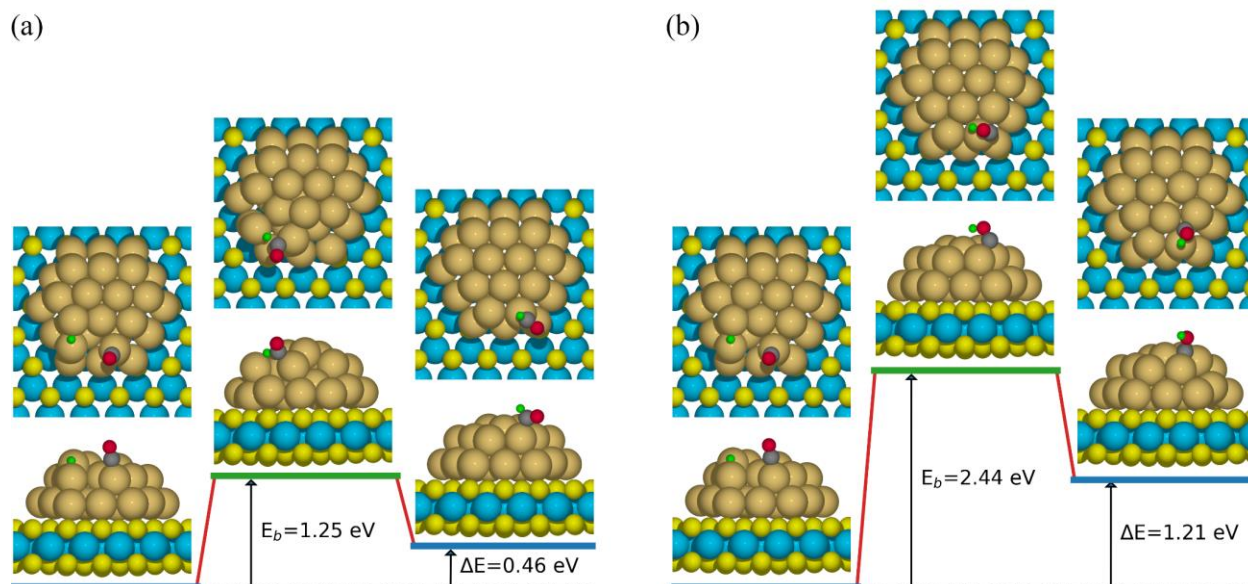 (a)
E_b=1.25 eV
ΔE=0.46 eV
(b)
E_b=2.44 eV
ΔE=1.21 eV